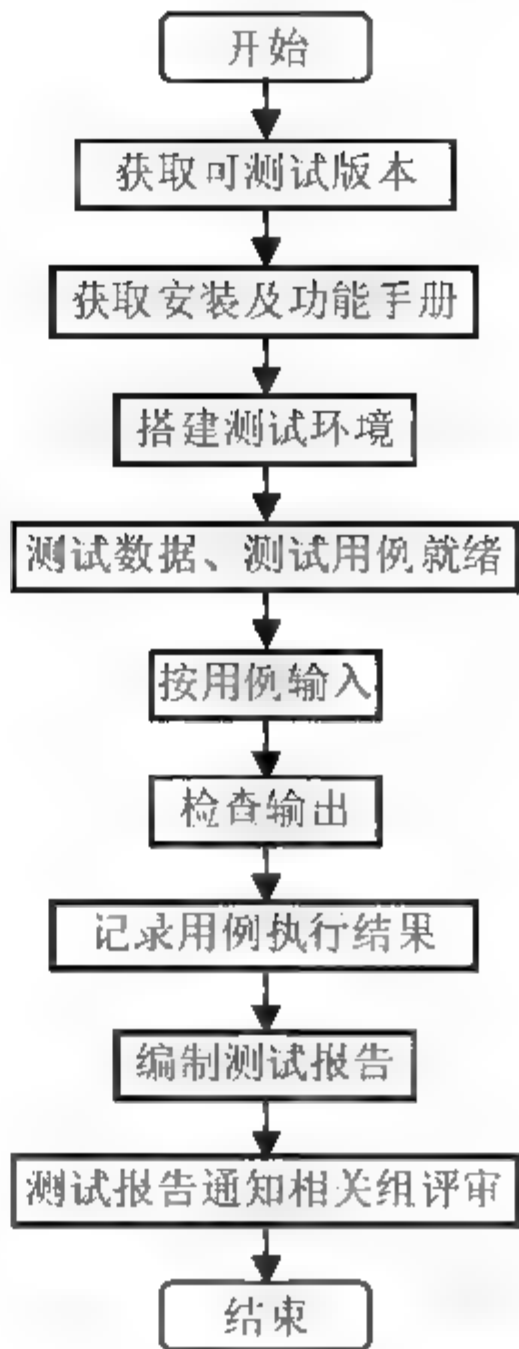 开始
获取可测试版本
获取安装及功能手册
搭建测试环境
测试数据、测试用例就绪
按用例输入
检查输出
记录用例执行结果
编制测试报告
测试报告通知相关组评审
结束